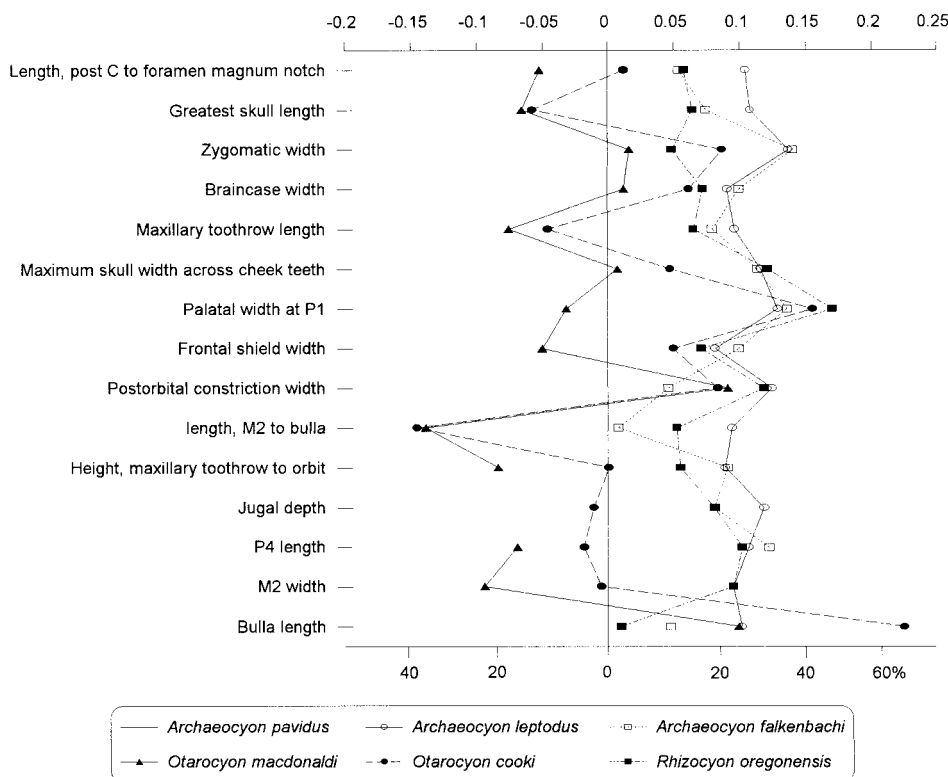 -0.2 -0.15 -0.1 -0.05 0 0.05 0.1 0.15 0.2 0.25
Length, post C to foramen magnum notch
Greatest skull length
Zygomatic width
Braincase width
Maxillary toothrow length
Maximum skull width across cheek teeth
Palatal width at P1
Frontal shield width
Postorbital constriction width
length, M2 to bulla
Height, maxillary toothrow to orbit
Jugal depth
P4 length
M2 width
Bulla length
40 20 0 20 40 60%
Archaeocyon pavidus Archaeocyon leptodus Archaeocyon falkenbachi
Otarocyon macdonaldi Otarocyon cooki Rhizocyon oregonensis